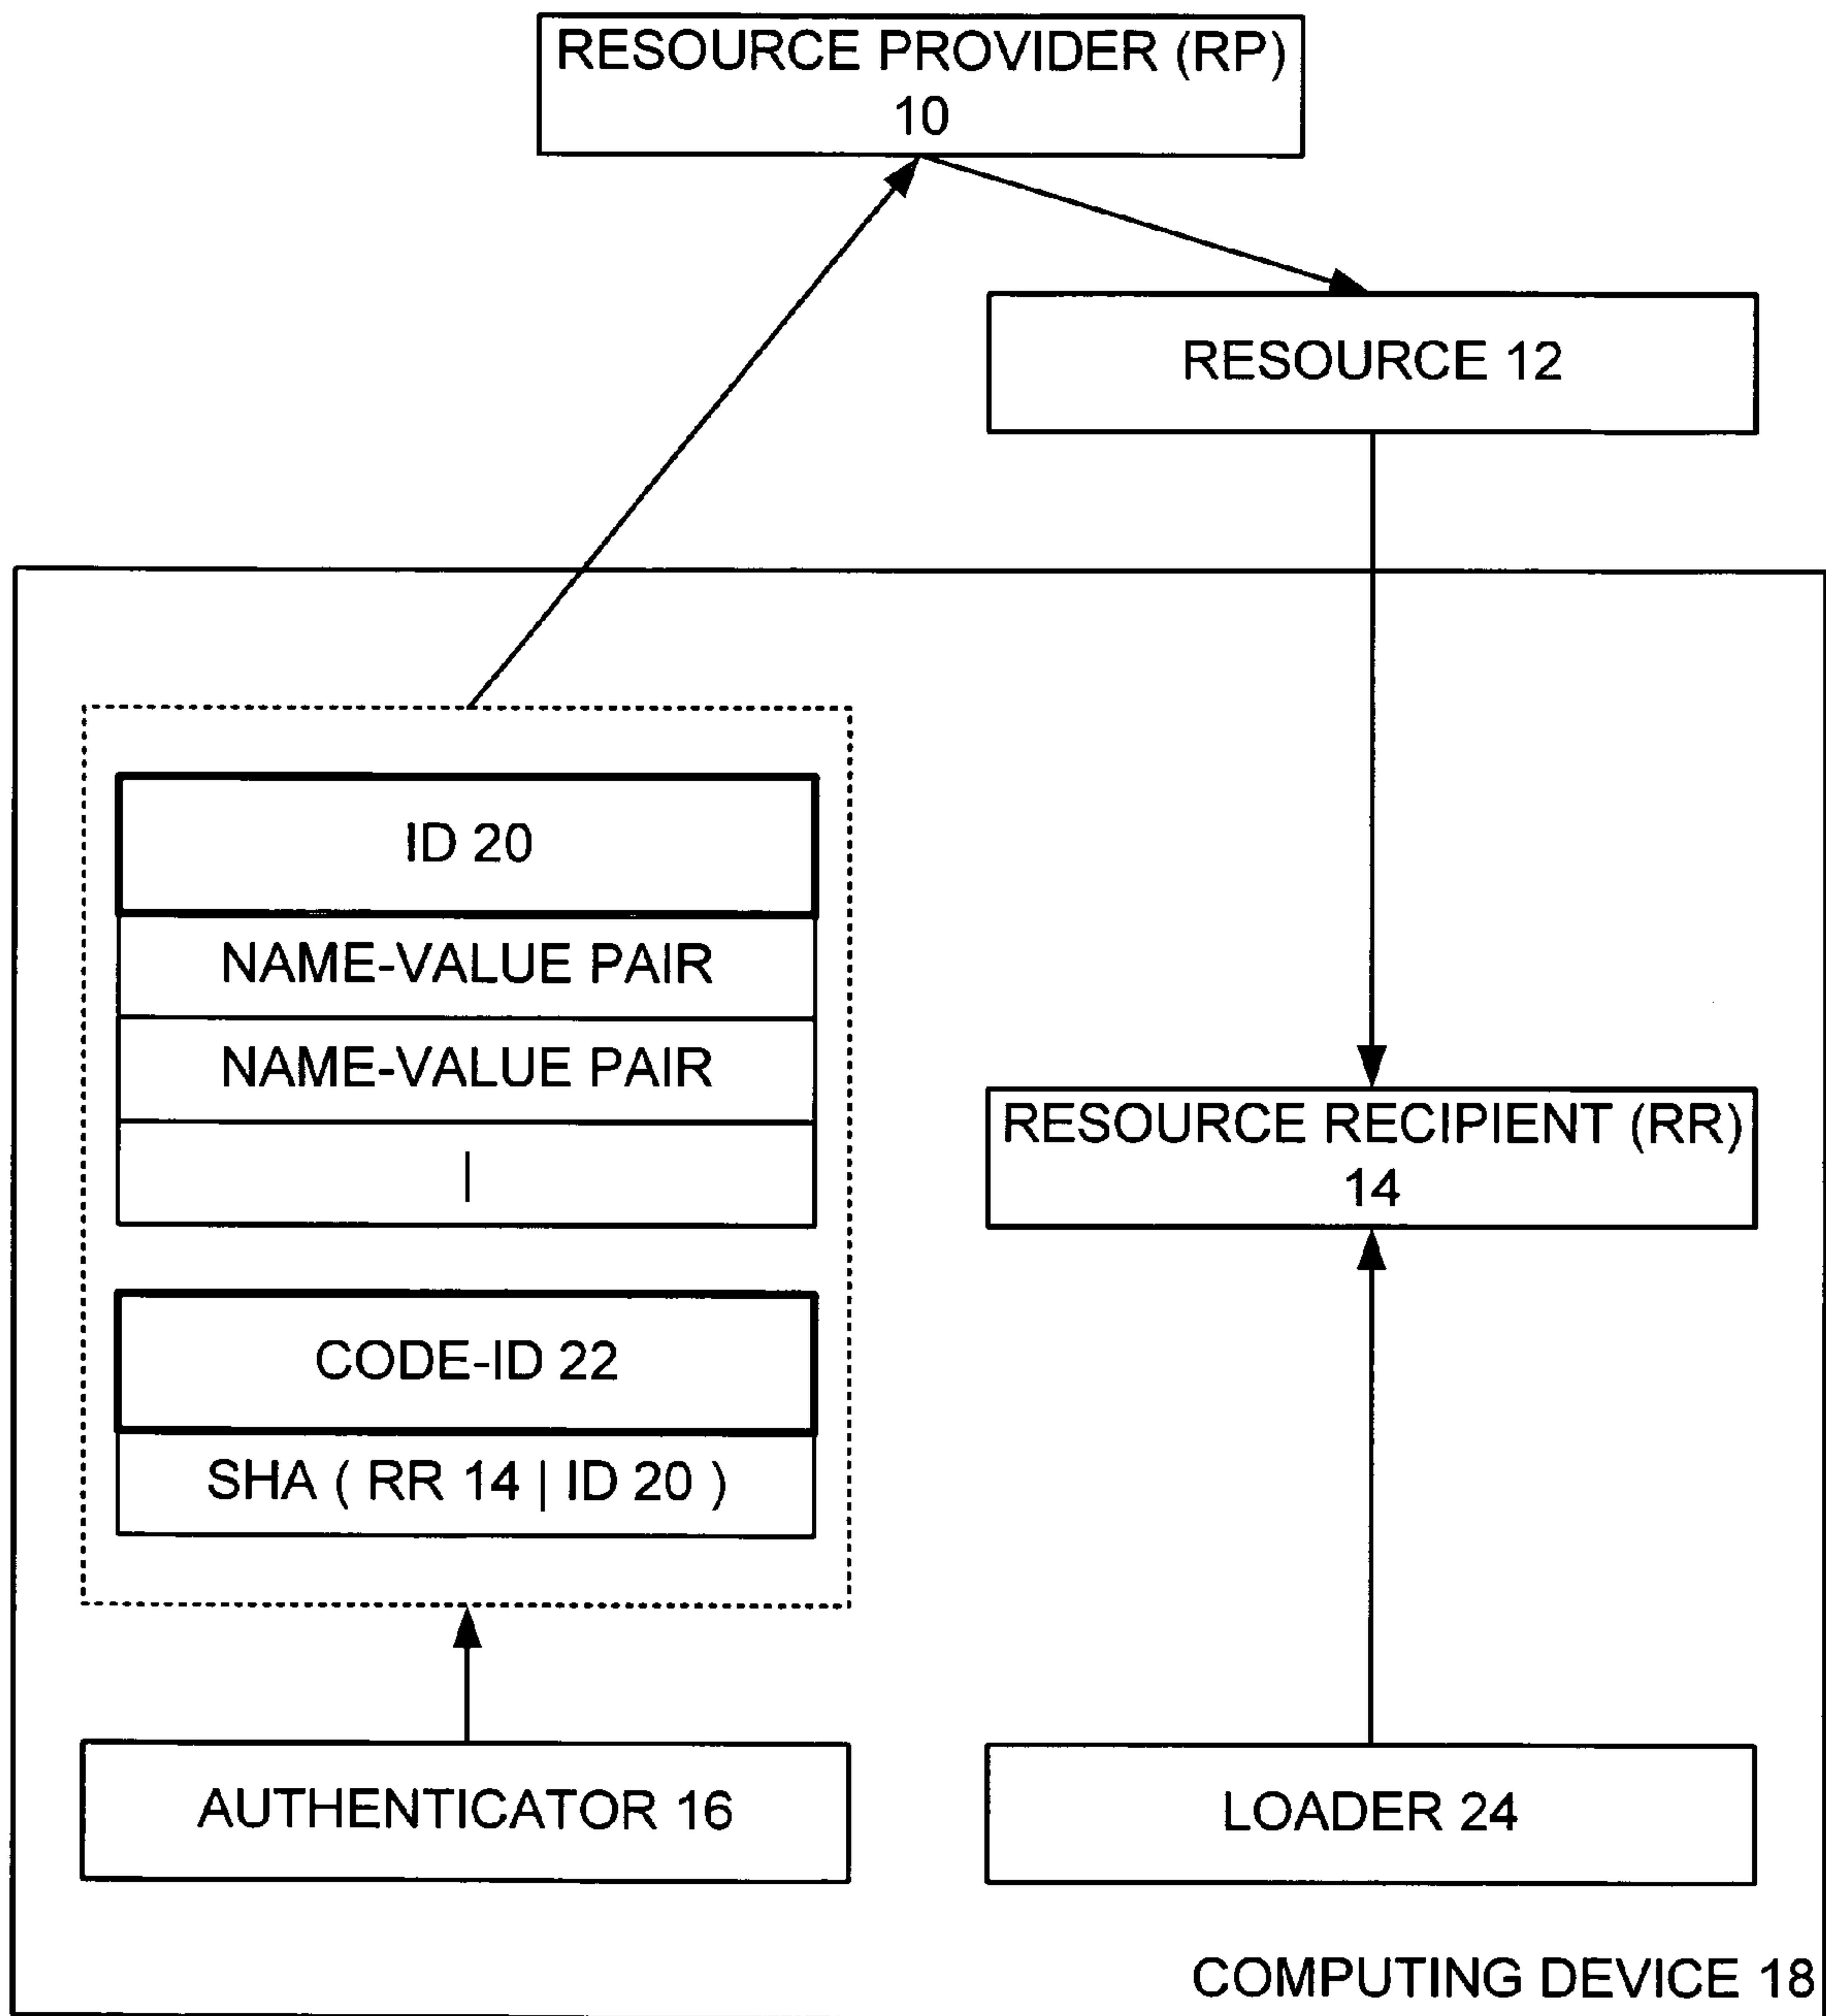 RESOURCE PROVIDER (RP)
10
RESOURCE 12
ID 20
NAME-VALUE PAIR
NAME-VALUE PAIR
|
RESOURCE RECIPIENT (RR)
14
CODE-ID 22
SHA ( RR 14 | ID 20 )
AUTHENTICATOR 16
LOADER 24
COMPUTING DEVICE 18